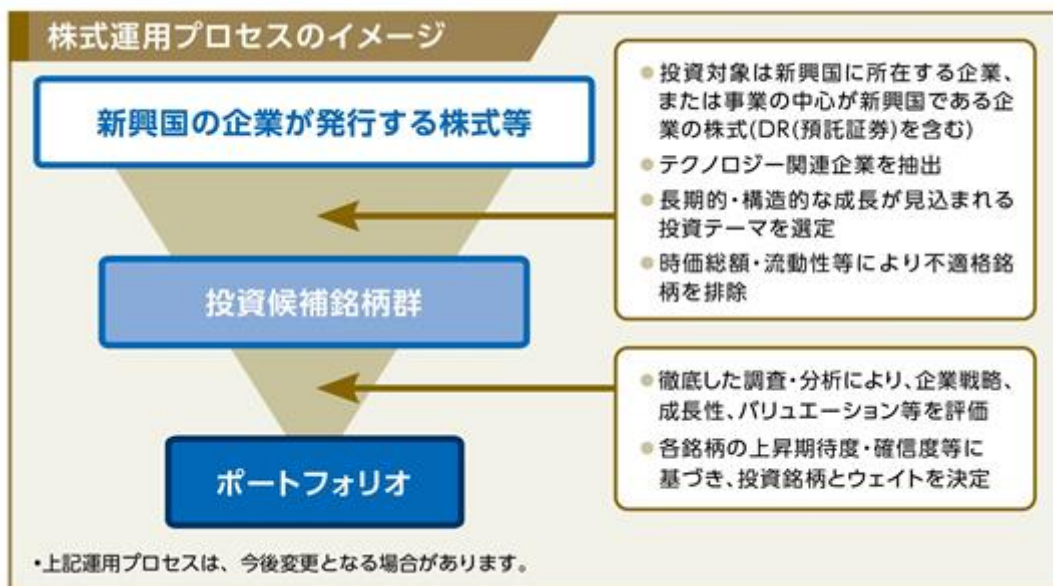 株式運用プロセスのイメージ
新興国の企業が発行する株式等
●投資対象は新興国に所在する企業、
または事業の中心が新興国である企
業の株式(DR(預託証券)を含む)
●テクノロジー関連企業を抽出
●長期的・構造的な成長が見込まれる
投資テーマを選定
●時価総額・流動性等により不適格銘
柄を排除
投資候補銘柄群
●徹底した調査・分析により、企業戦略、
成長性、バリュエーション等を評価
●各銘柄の上昇期待度・確信度等に
基づき、投資銘柄とウェイトを決定
ポートフォリオ
・上記運用プロセスは、今後変更となる場合があります。